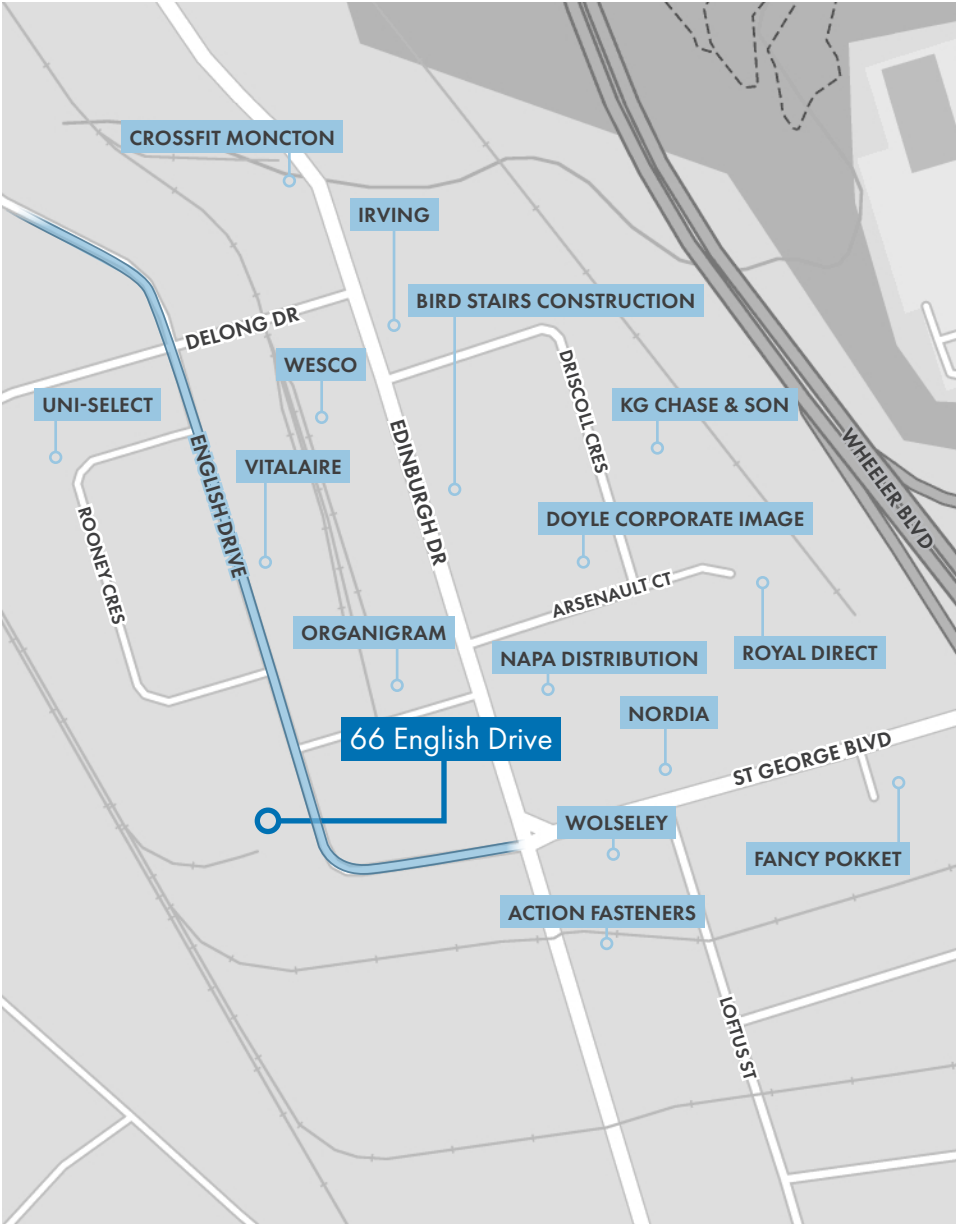 CROSSFIT MONCTON
IRVING
BIRD STAIRS CONSTRUCTION
DELONG DR
WESCO
DRISCOLL CRES
UNI-SELECT
KG CHASE & SON
EDINBURGH DR
WHEELER BLVD
ENGLISH DRIVE
VITALAIRE
ROONEY CRES
DOYLE CORPORATE IMAGE
ARSENAULT CT
ORGANIGRAM
NAPA DISTRIBUTION
ROYAL DIRECT
NORDIA
66 English Drive
ST GEORGE BLVD
WOLSELEY
FANCY POKKET
ACTION FASTENERS
LOFTUS ST